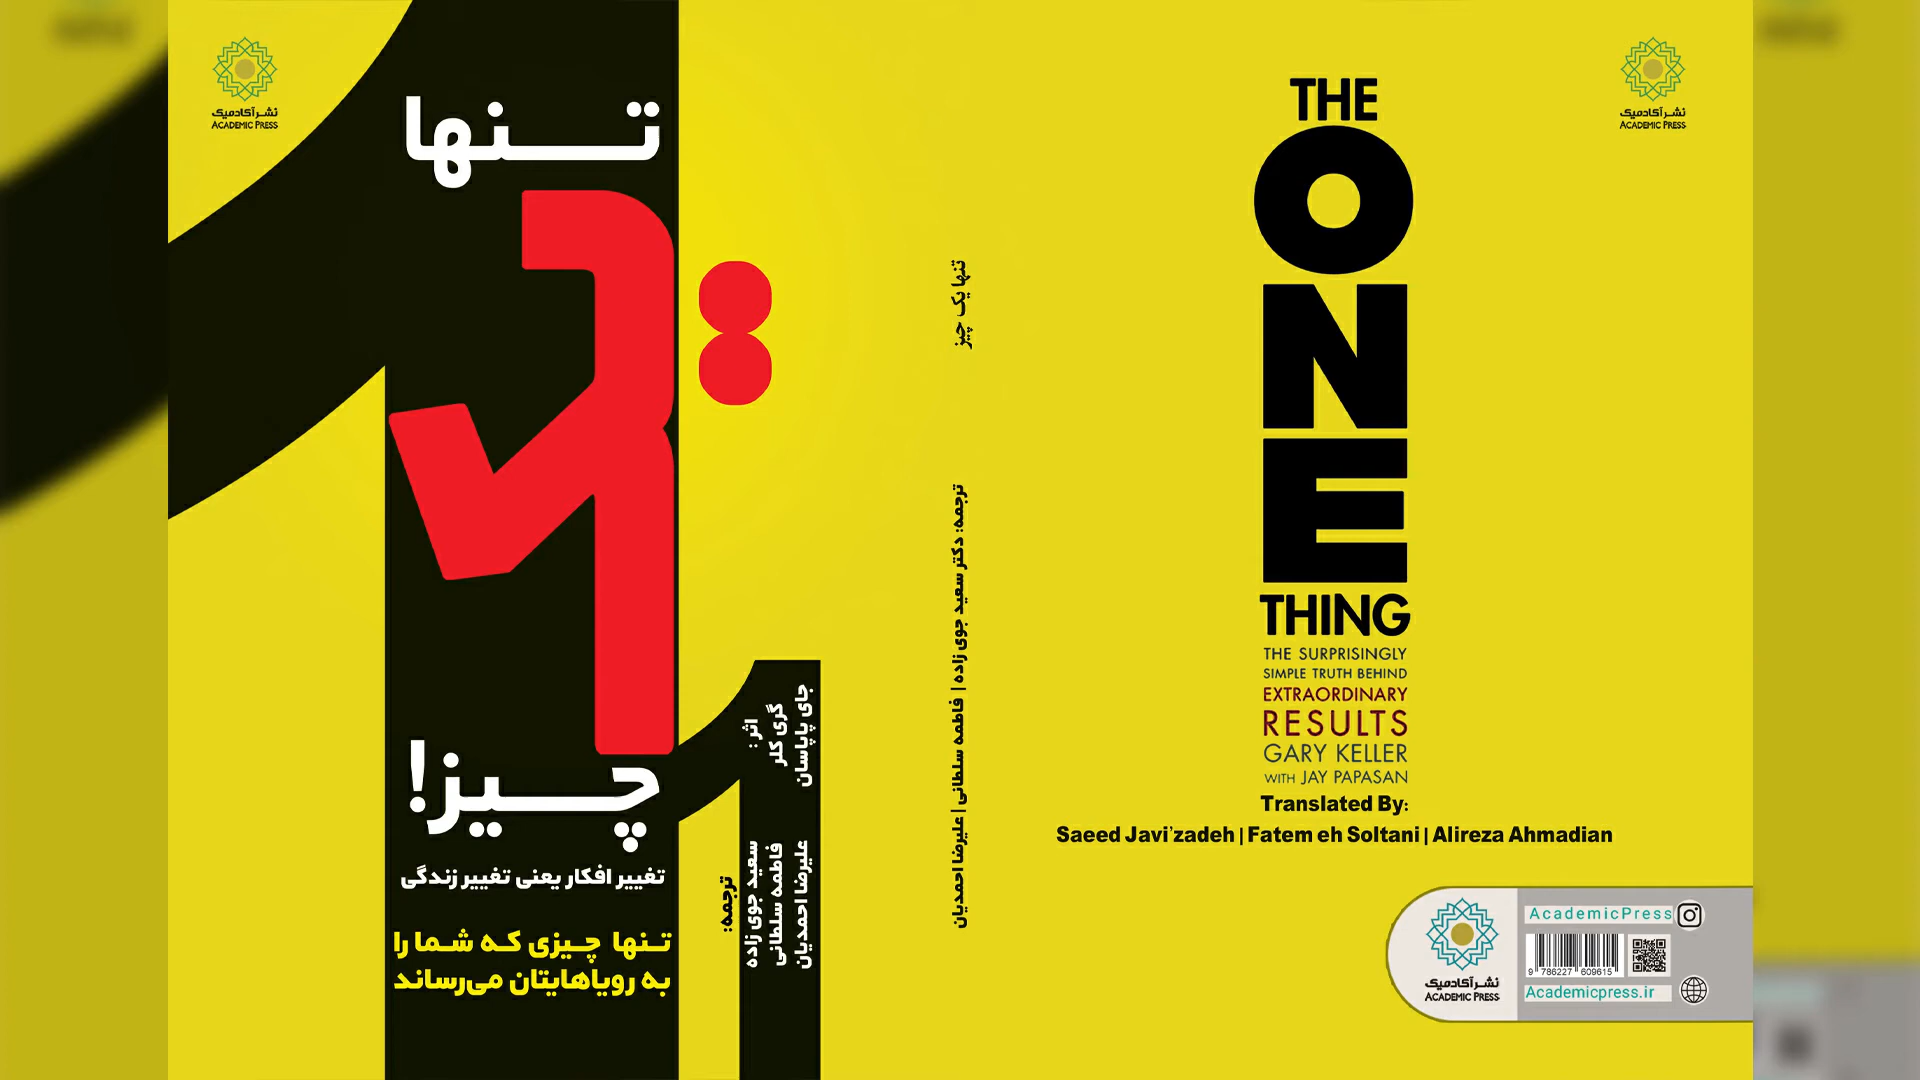 نشر آکادمیک
ACADEMIC PRESS
تنها
یک
چیز!
تغییر افکار یعنی تغییر زندگی
تنها چیزی که شما را
به رویاهایتان می‌رساند
اثر :
گری کلر
جای پاپاسان
ترجمه:
سعید جوی زاده
فاطمه سلطانی
علیرضا احمدیان
تنها یک چیز
ترجمه: دکتر سعید جوی زاده | فاطمه سلطانی | علیرضا احمدیان
نشر آکادمیک
ACADEMIC PRESS
THE
ONE
THING
THE SURPRISINGLY
SIMPLE TRUTH BEHIND
EXTRAORDINARY
RESULTS
GARY KELLER
WITH JAY PAPASAN
Translated By:
Saeed Javi'zadeh | Fatem eh Soltani | Alireza Ahmadian
نشر آکادمیک
ACADEMIC PRESS
AcademicPress
9 786227 609615
Academicpress.ir